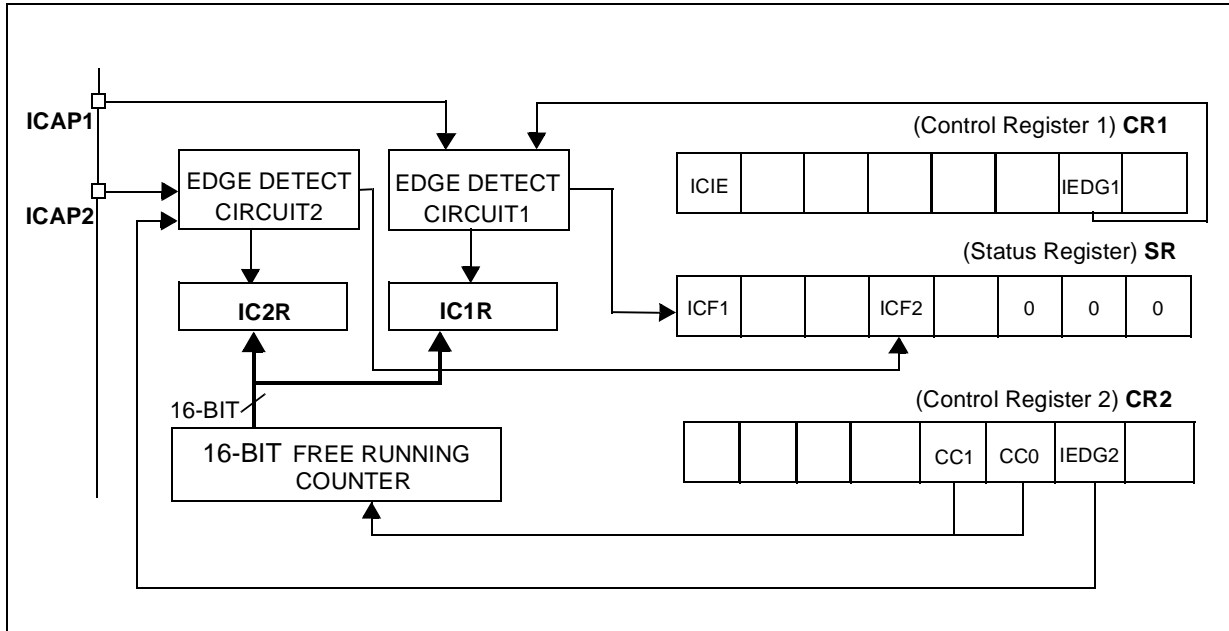 ICAP1
ICAP2
EDGE DETECT
CIRCUIT2
EDGE DETECT
CIRCUIT1
IC2R
IC1R
16-BIT
16-BIT FREE RUNNING
COUNTER
(Control Register 1) CR1
ICIE
IEDG1
(Status Register) SR
ICF1 ICF2 0 0 0
(Control Register 2) CR2
CC1 CC0 IEDG2